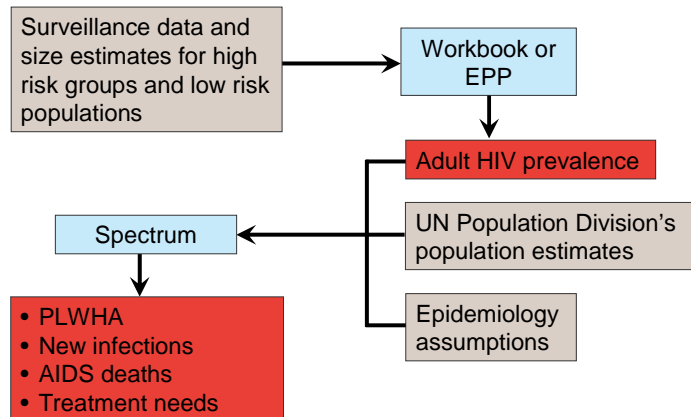 Surveillance data and
size estimates for high
risk groups and low risk
populations
Workbook or
EPP
Adult HIV prevalence
UN Population Division's
population estimates
Epidemiology
assumptions
Spectrum
• PLWHA
• New infections
• AIDS deaths
• Treatment needs